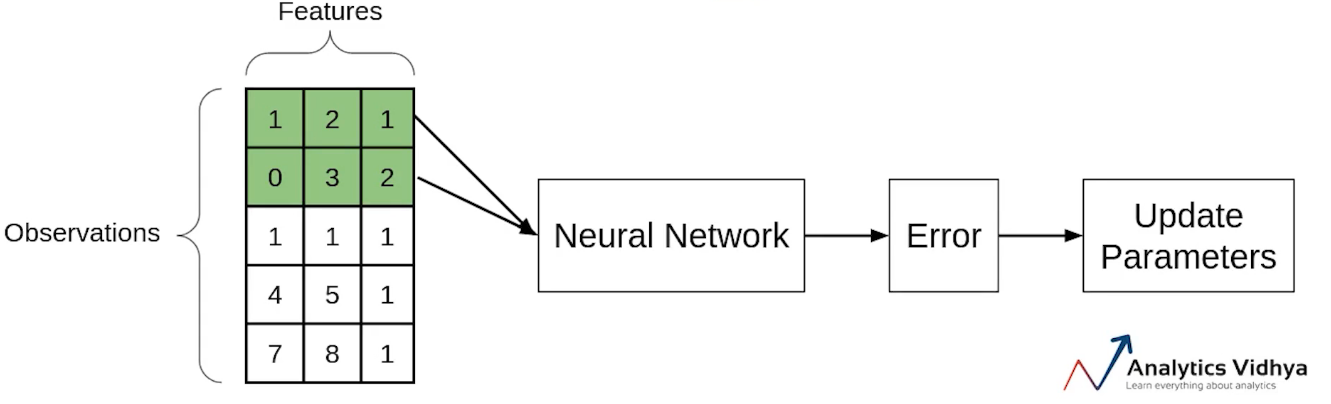 Features
1 2 1
0 3 2
Observations
1 1 1
4 5 1
7 8 1
Neural Network
Error
Update
Parameters
Analytics Vidhya
Learn everything about analytics